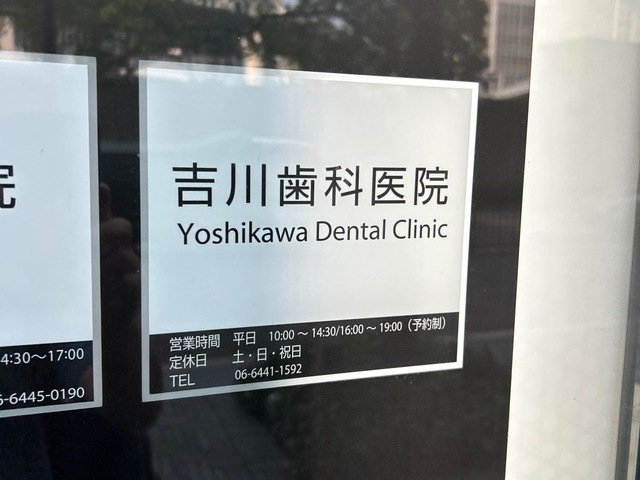 院
4:30～17:00
6-6445-0190
吉川歯科医院
Yoshikawa Dental Clinic
営業時間 平日 10:00～14:30/16:00～19:00（予約制）
定休日 土・日・祝日
TEL 06-6441-1592